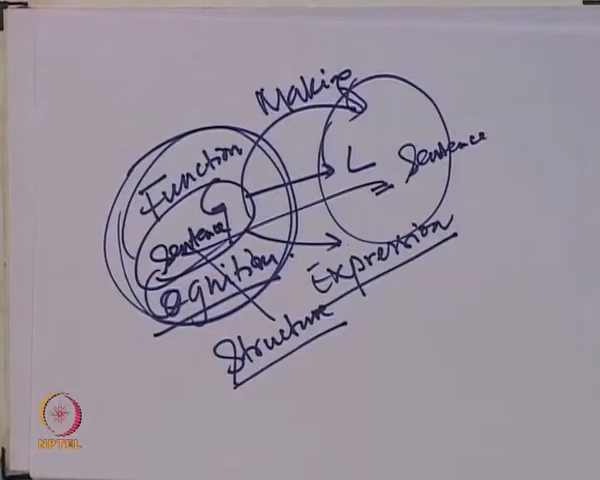 Making
Function
G
L
Sentence
Sentence
Cognition
Expression
Structure
NPTEL